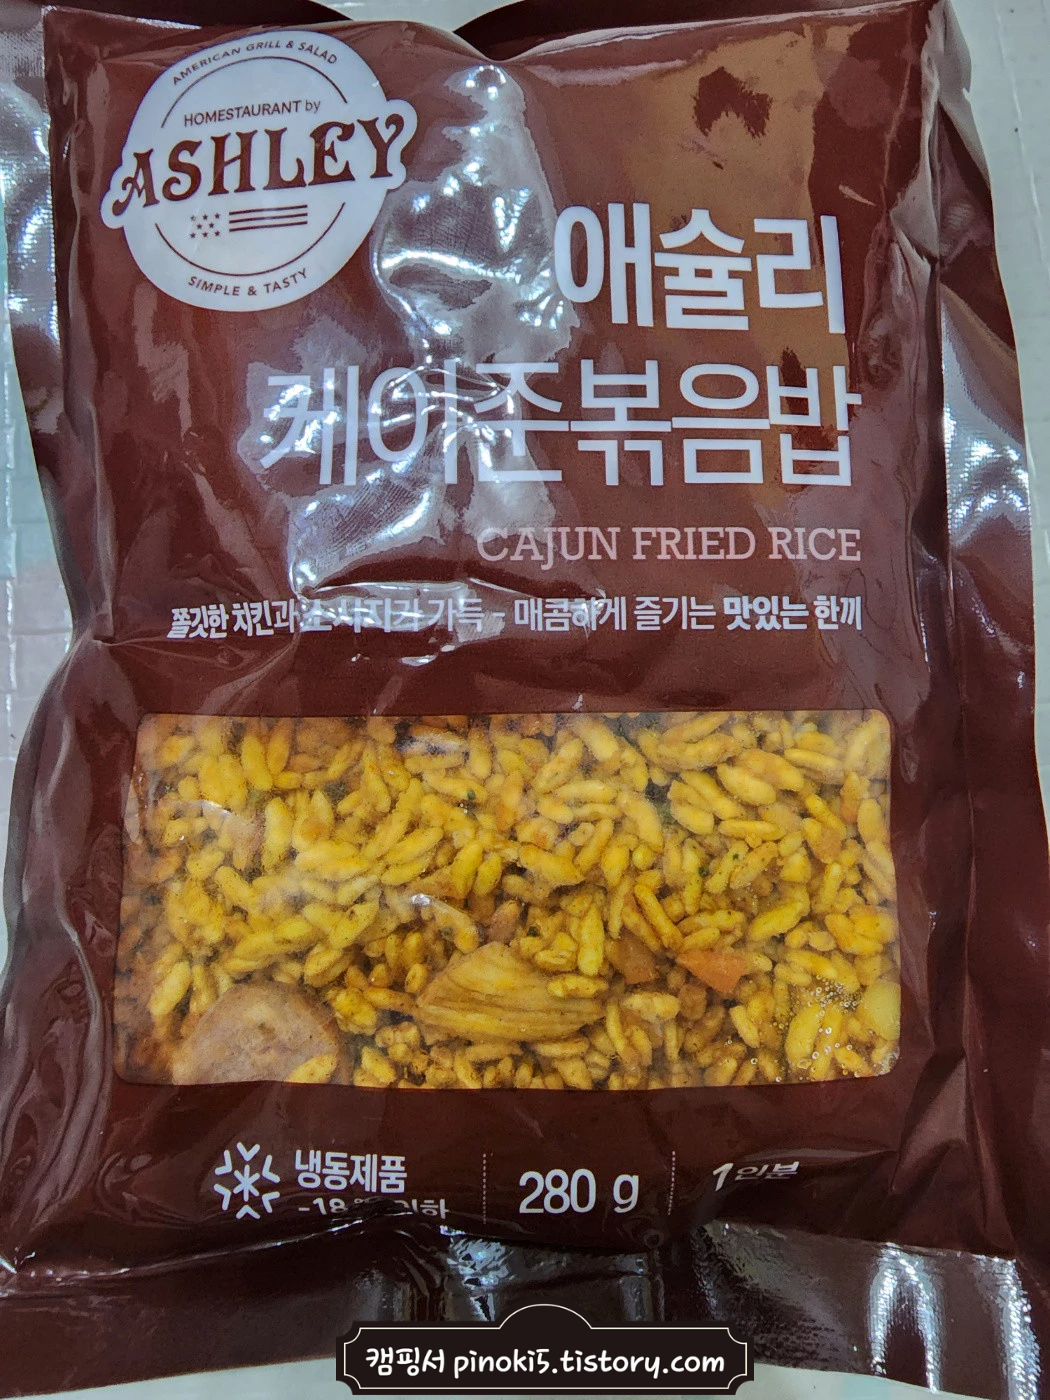 AMERICAN GRILL & SALAD
HOMESTAURANT by
ASHLEY
SIMPLE & TASTY
애슐리
케이준볶음밥
CAJUN FRIED RICE
쫄깃한 치킨과 소시지가 가득 - 매콤하게 즐기는 맛있는 한끼
냉동제품
-18℃ 이하
280 g
1인분
캠핑서 pinoki5.tistory.com